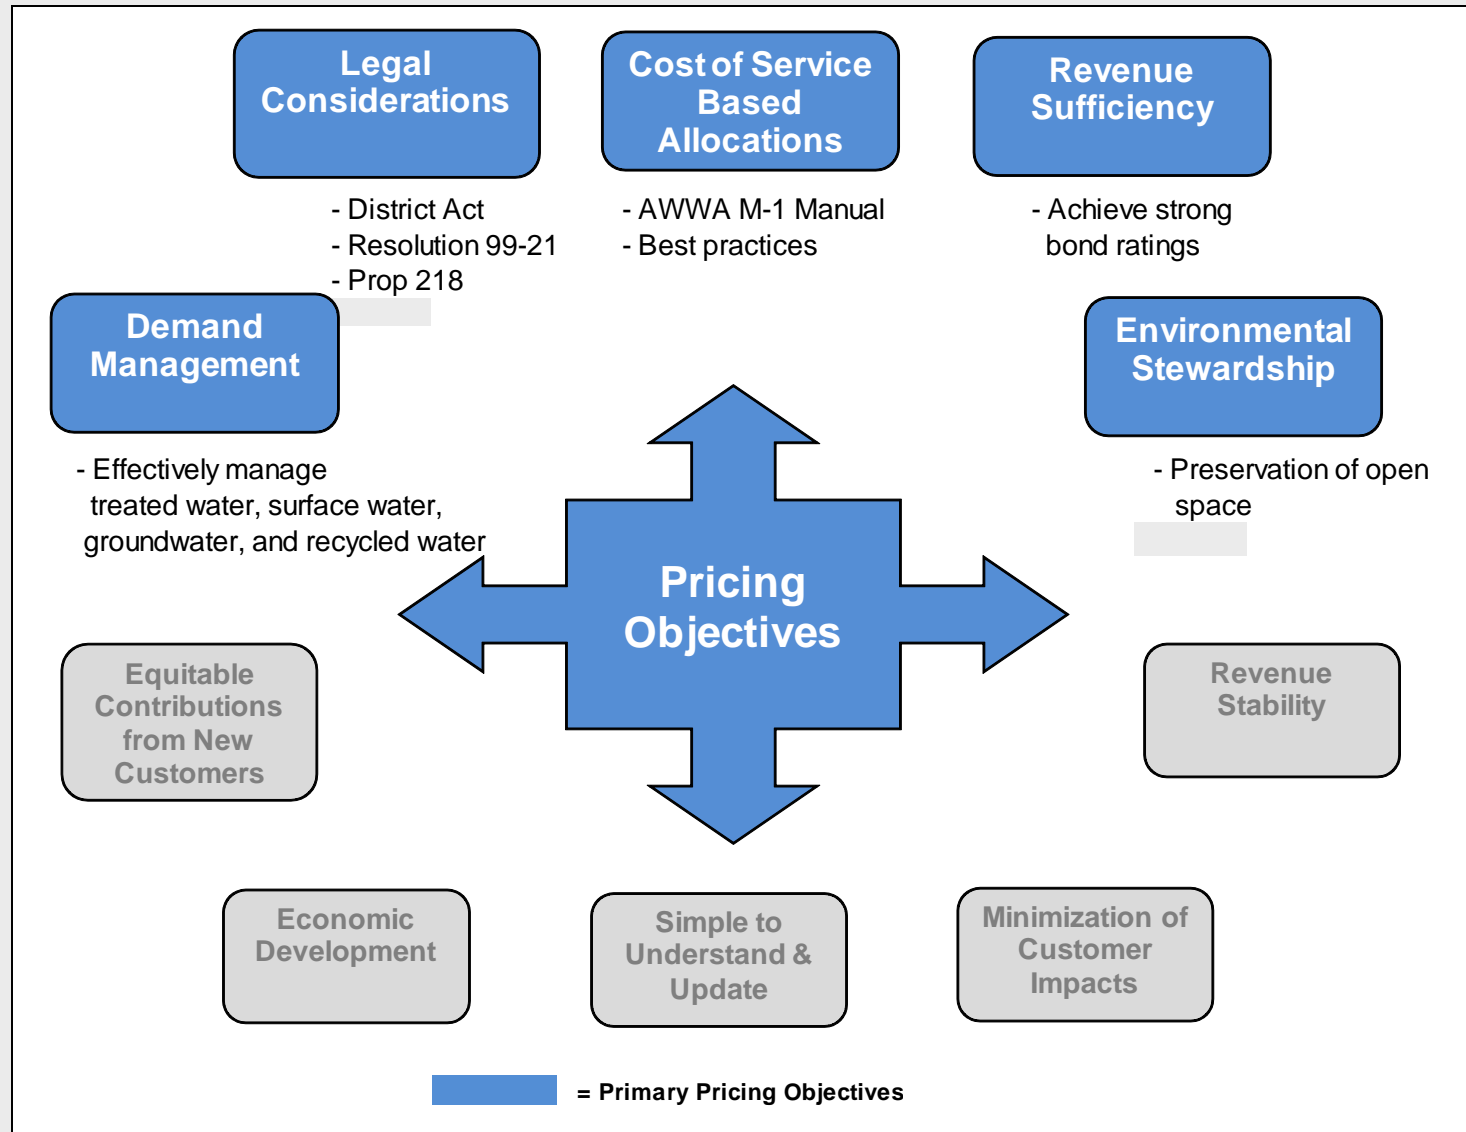 Legal
Considerations
Cost of Service
Based
Allocations
Revenue
Sufficiency
- District Act
- Resolution 99-21
- Prop 218
- AWWA M-1 Manual
- Best practices
- Achieve strong
bond ratings
Demand
Management
Environmental
Stewardship
- Effectively manage
treated water, surface water,
groundwater, and recycled water
- Preservation of open
space
Pricing
Objectives
Equitable
Contributions
from New
Customers
Revenue
Stability
Economic
Development
Simple to
Understand &
Update
Minimization of
Customer
Impacts
= Primary Pricing Objectives